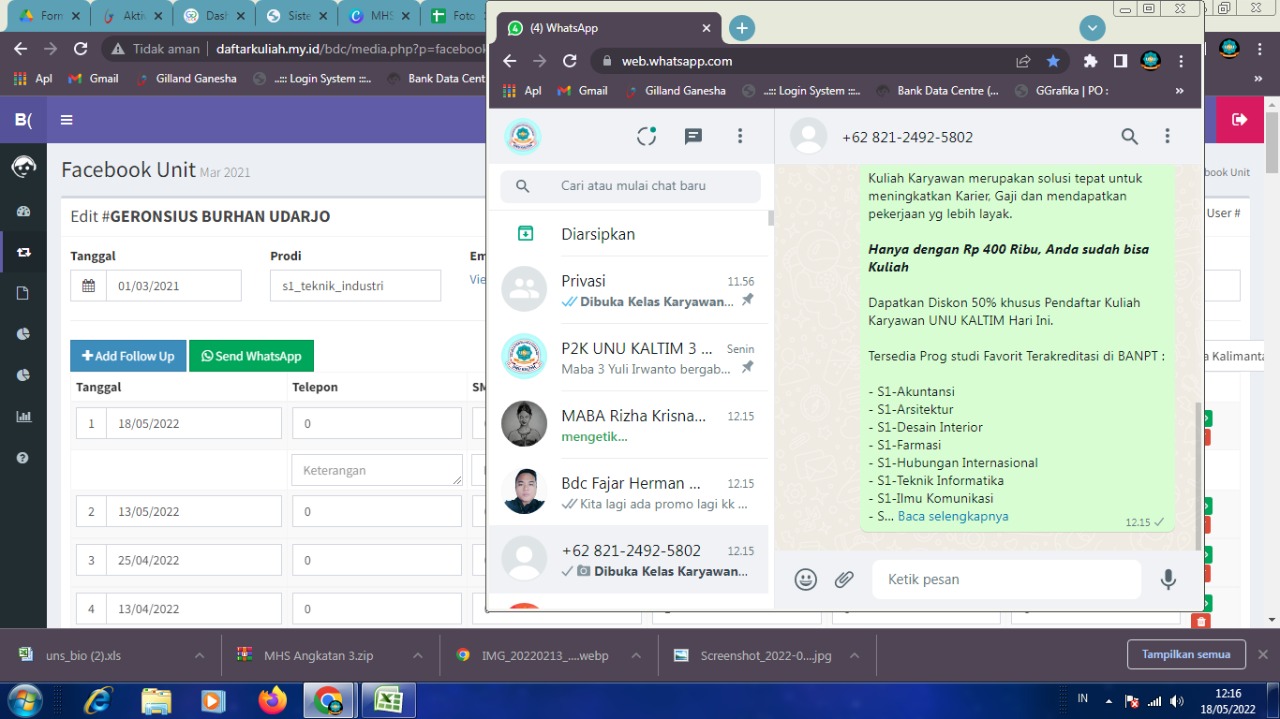 Form
Aktiv
Dash
Siste
MHS
Foto
Tidak aman
daftarkuliah.my.id/bdc/media.php?p=facebook
Apl
Gmail
Gilland Ganesha
..::: Login System :::..
Bank Data Cent
B(
Facebook Unit Mar 2021
book Unit
Edit #GERONSIUS BURHAN UDARJO
User #
Tanggal
Prodi
Em
01/03/2021
s1_teknik_industri
Vie
a Kalimanta
Add Follow Up
Send WhatsApp
Tanggal
Telepon
SM
1
18/05/2022
0
Keterangan
2
13/05/2022
0
3
25/04/2022
0
4
13/04/2022
0
(4) WhatsApp
web.whatsapp.com
Apl
Gmail
Gilland Ganesha
..::: Login System :::..
Bank Data Centre (...
GGrafika | PO :
»
Cari atau mulai chat baru
Diarsipkan
Privasi
11.56
Dibuka Kelas Karyawan...
P2K UNU KALTIM 3 ...
Senin
Maba 3 Yuli Irwanto bergab...
MABA Rizha Krisna...
12.15
mengetik...
Bdc Fajar Herman ...
12.15
Kita lagi ada promo lagi kk ...
+62 821-2492-5802
12.15
Dibuka Kelas Karyawan...
+62 821-2492-5802
Kuliah Karyawan merupakan solusi tepat untuk
meningkatkan Karier, Gaji dan mendapatkan
pekerjaan yg lebih layak.
Hanya dengan Rp 400 Ribu, Anda sudah bisa
Kuliah
Dapatkan Diskon 50% khusus Pendaftar Kuliah
Karyawan UNU KALTIM Hari Ini.
Tersedia Prog studi Favorit Terakreditasi di BANPT :
- S1-Akuntansi
- S1-Arsitektur
- S1-Desain Interior
- S1-Farmasi
- S1-Hubungan Internasional
- S1-Teknik Informatika
- S1-Ilmu Komunikasi
- S... Baca selengkapnya
12.15
Ketik pesan
uns_bio (2).xls
MHS Angkatan 3.zip
IMG_20220213_....webp
Screenshot_2022-0....jpg
Tampilkan semua
IN
12:16
18/05/2022